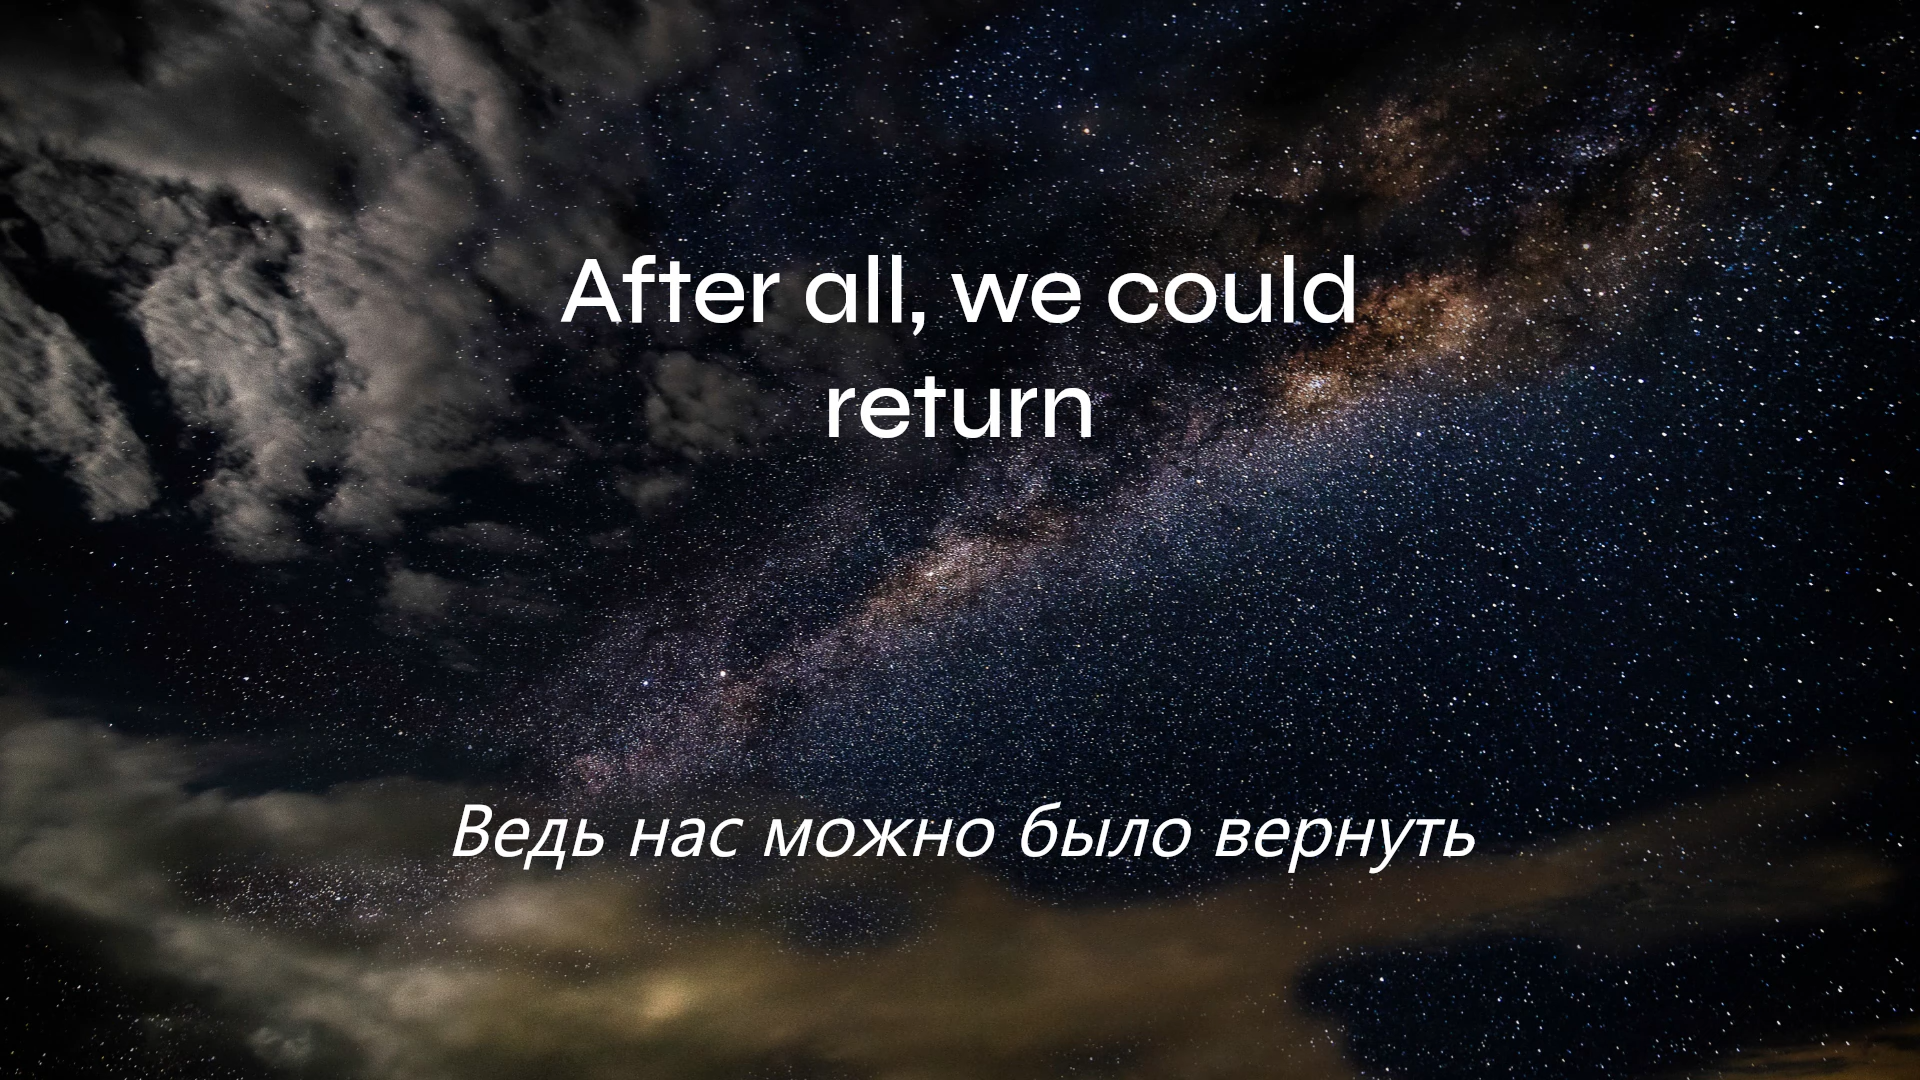 After all, we could
return
Ведь нас можно было вернуть